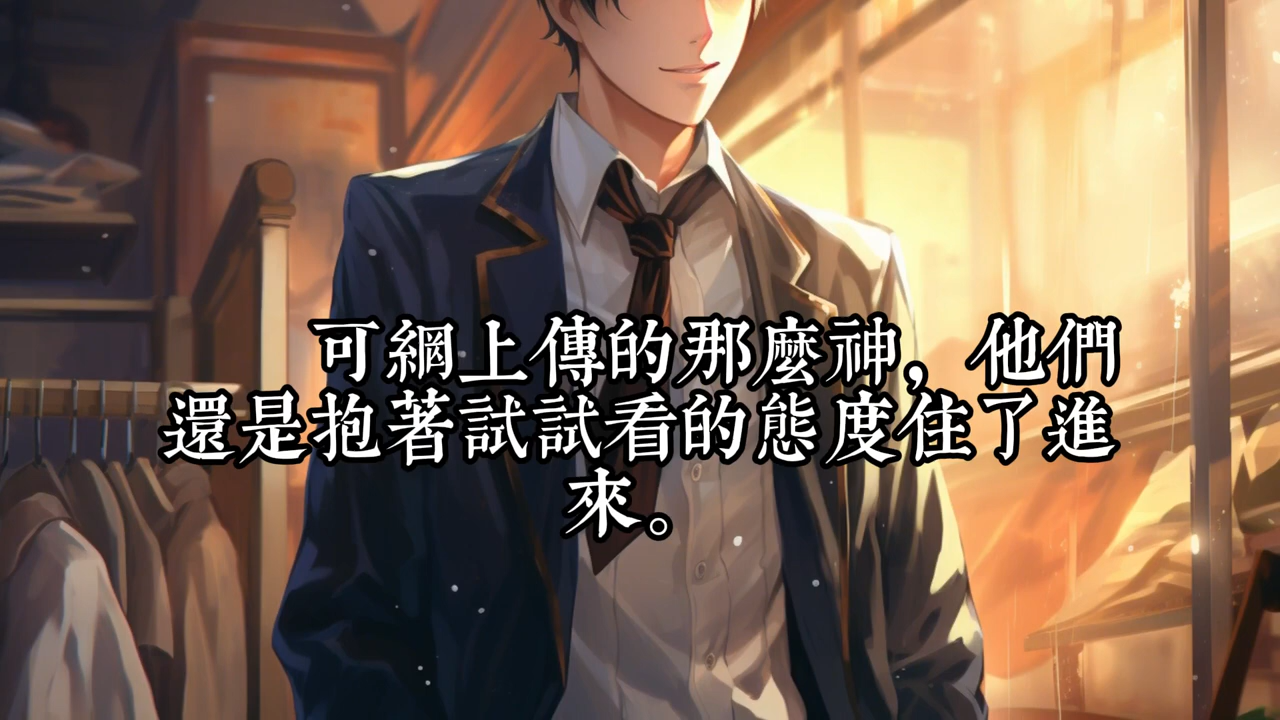 可網上傳的那麼神，他們
還是抱著試試看的態度住了進
來。